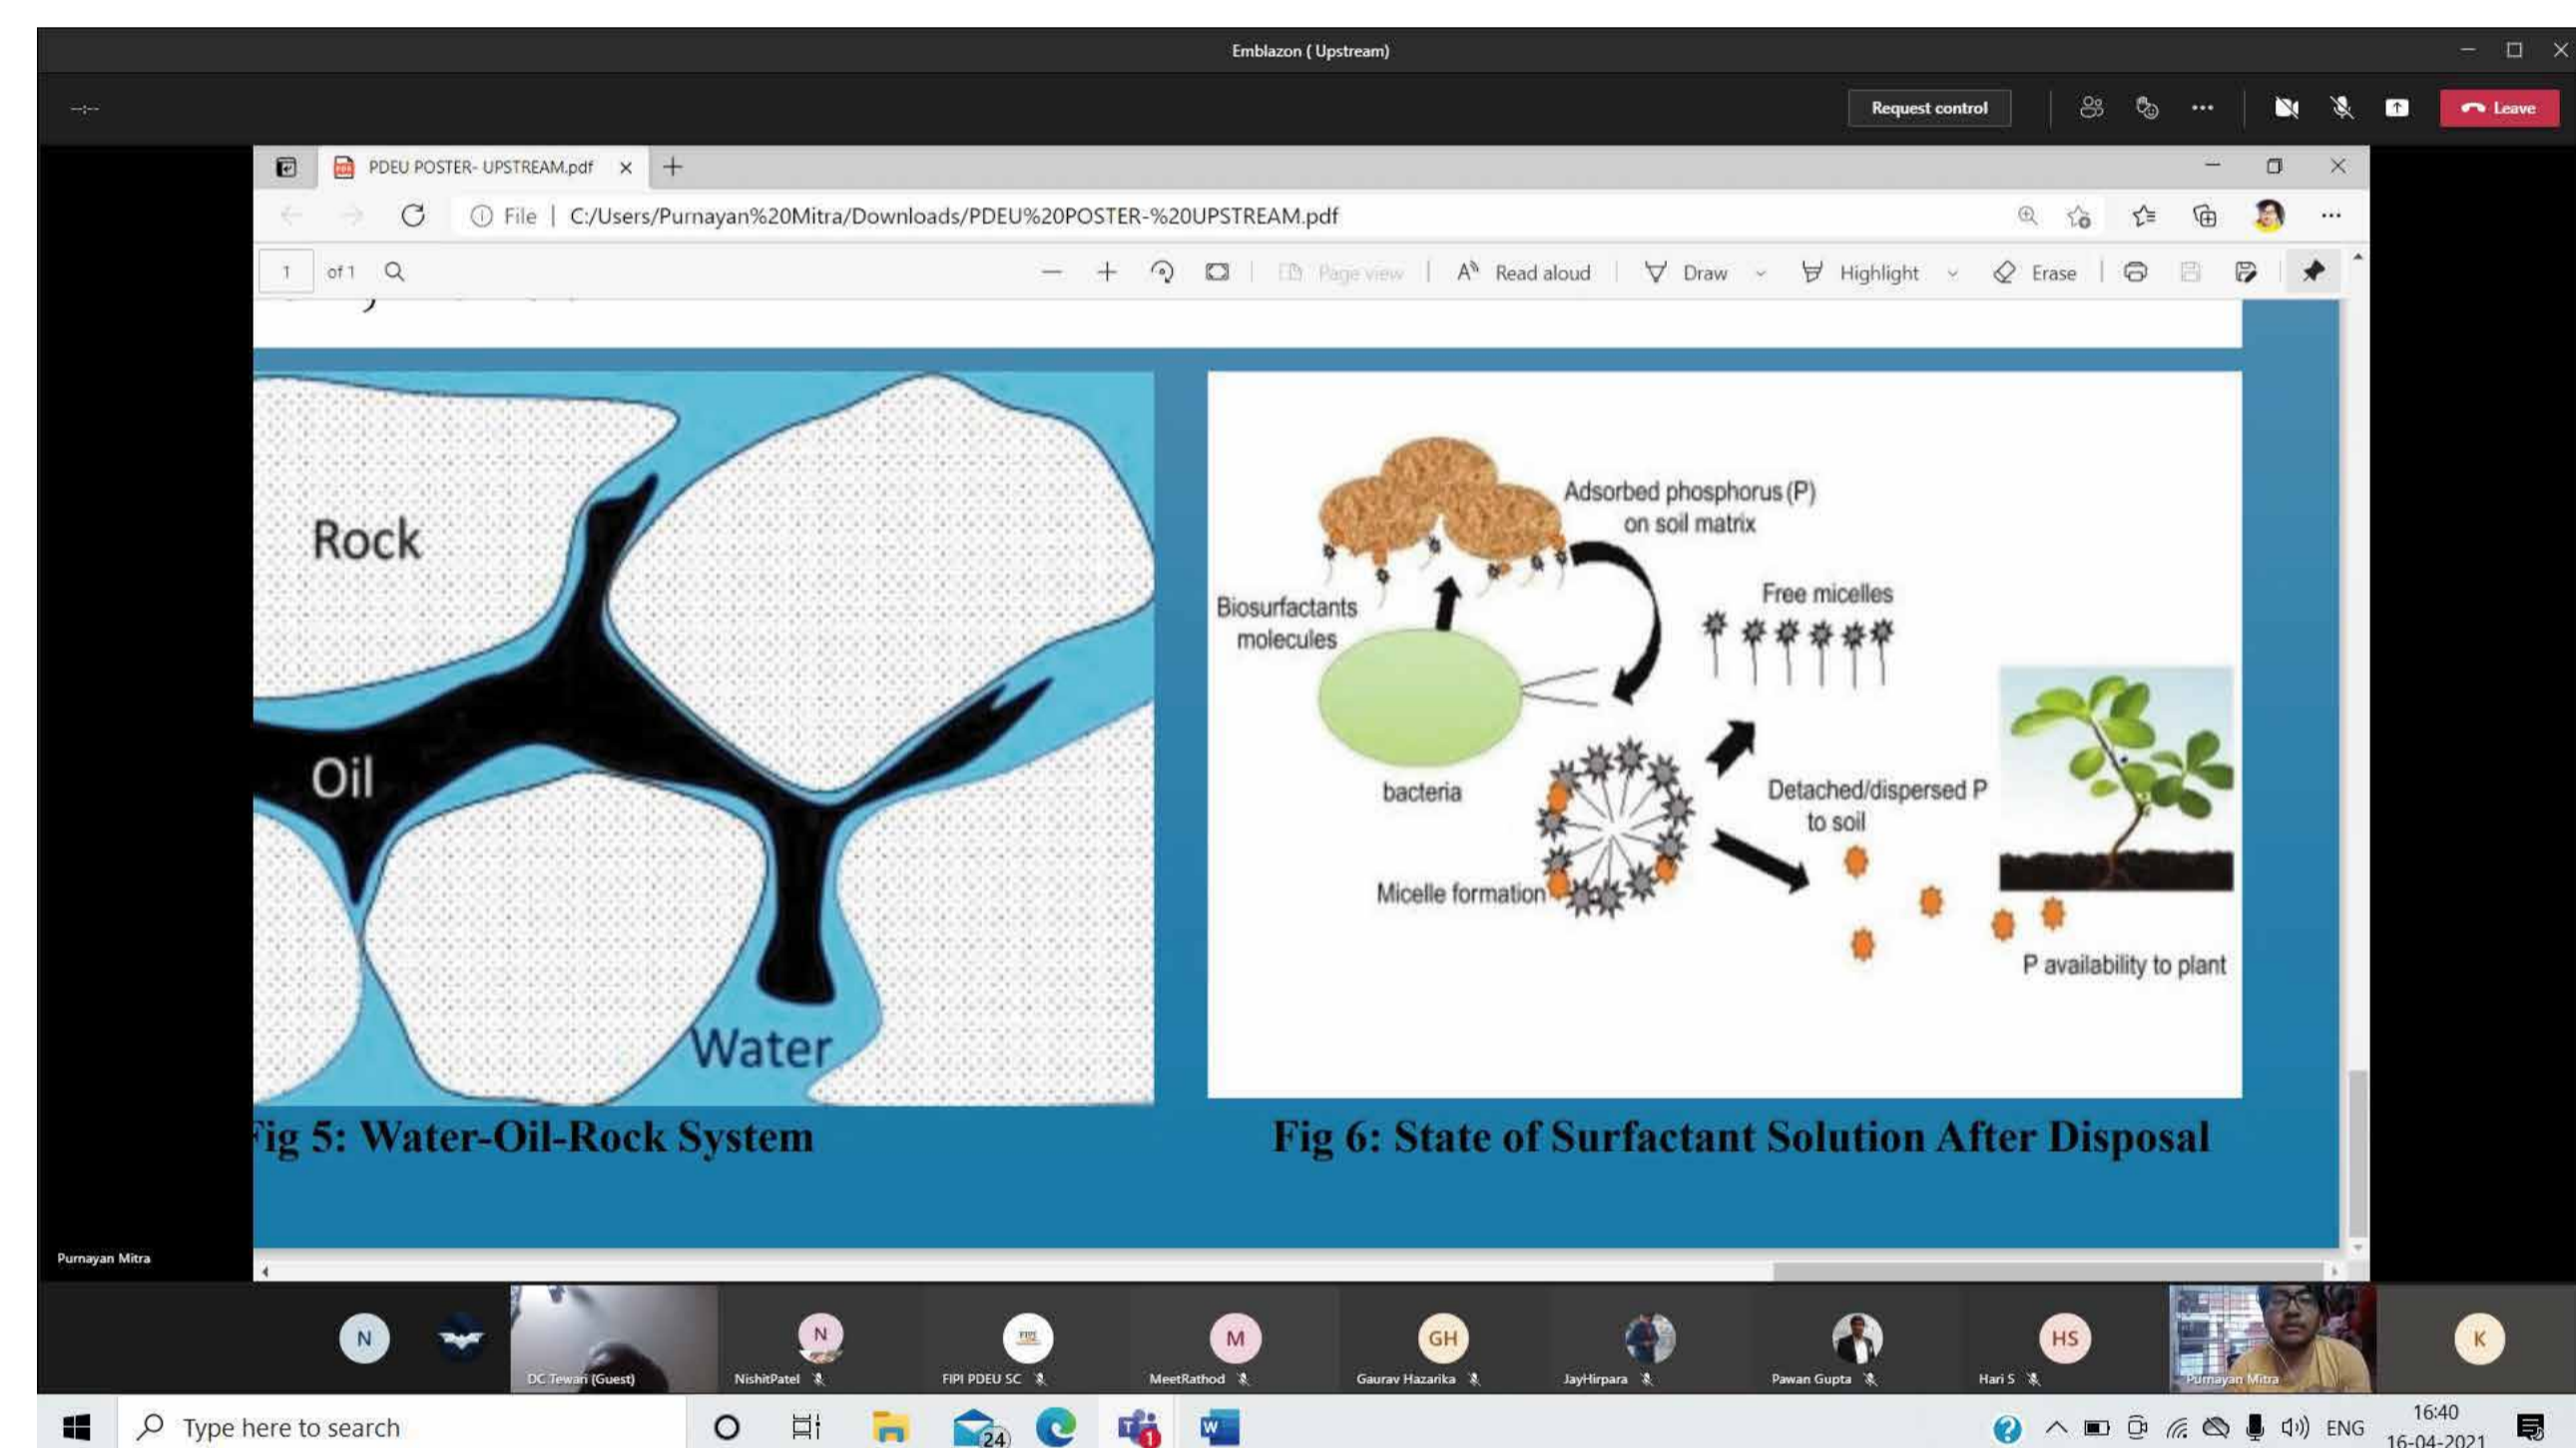 Emblazon ( Upstream)
--:--
Request control
Leave
PDEU POSTER- UPSTREAM.pdf
File | C:/Users/Purnayan%20Mitra/Downloads/PDEU%20POSTER-%20UPSTREAM.pdf
1 of 1
Page view
Read aloud
Draw
Highlight
Erase
Rock
Oil
Water
Fig 5: Water-Oil-Rock System
Adsorbed phosphorus (P)
on soil matrix
Biosurfactants
molecules
Free micelles
bacteria
Detached/dispersed P
to soil
Micelle formation
P availability to plant
Fig 6: State of Surfactant Solution After Disposal
Purnayan Mitra
N
DC Tewari (Guest)
N
NishitPatel
FIPI
FIPI PDEU SC
M
MeetRathod
GH
Gaurav Hazarika
JayHirpara
Pawan Gupta
HS
Hari S
Purnayan Mitra
K
Type here to search
24
T
1
W
ENG
16:40
16-04-2021